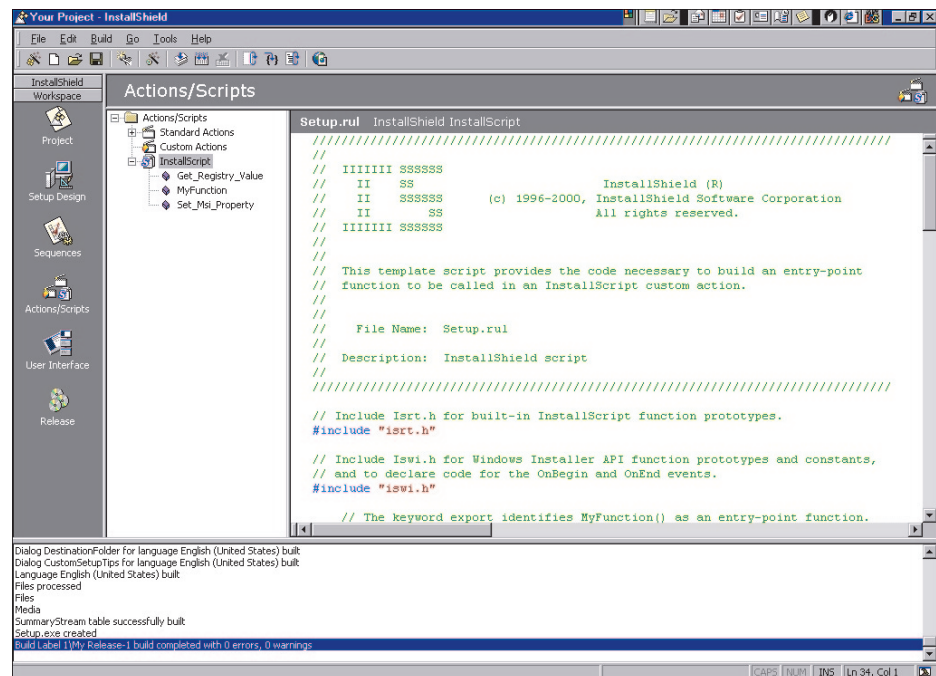 Your Project - InstallShield
File Edit Build Go Tools Help
InstallShield
Workspace
Project
Setup Design
Sequences
Actions/Scripts
User Interface
Release
Actions/Scripts
Actions/Scripts
Standard Actions
Custom Actions
InstallScript
Get_Registry_Value
MyFunction
Set_Msi_Property
Setup.rul InstallShield InstallScript
////////////////////////////////////////////////////////////////////////////////
//
// IIIIIII SSSSSS
// II SS InstallShield (R)
// II SSSSSS (c) 1996-2000, InstallShield Software Corporation
// II SS All rights reserved.
// IIIIIII SSSSSS
//
//
// This template script provides the code necessary to build an entry-point
// function to be called in an InstallScript custom action.
//
//
// File Name: Setup.rul
//
// Description: InstallShield script
//
////////////////////////////////////////////////////////////////////////////////
// Include Isrt.h for built-in InstallScript function prototypes.
#include "isrt.h"
// Include Iswi.h for Windows Installer API function prototypes and constants,
// and to declare code for the OnBegin and OnEnd events.
#include "iswi.h"
// The keyword export identifies MyFunction() as an entry-point function.
Dialog DestinationFolder for language English (United States) built
Dialog CustomSetupTips for language English (United States) built
Language English (United States) built
Files processed
Files
Media
SummaryStream table successfully built
Setup.exe created
Build Label 1\My Release-1 build completed with 0 errors, 0 warnings
CAPS NUM INS Ln 34, Col 1